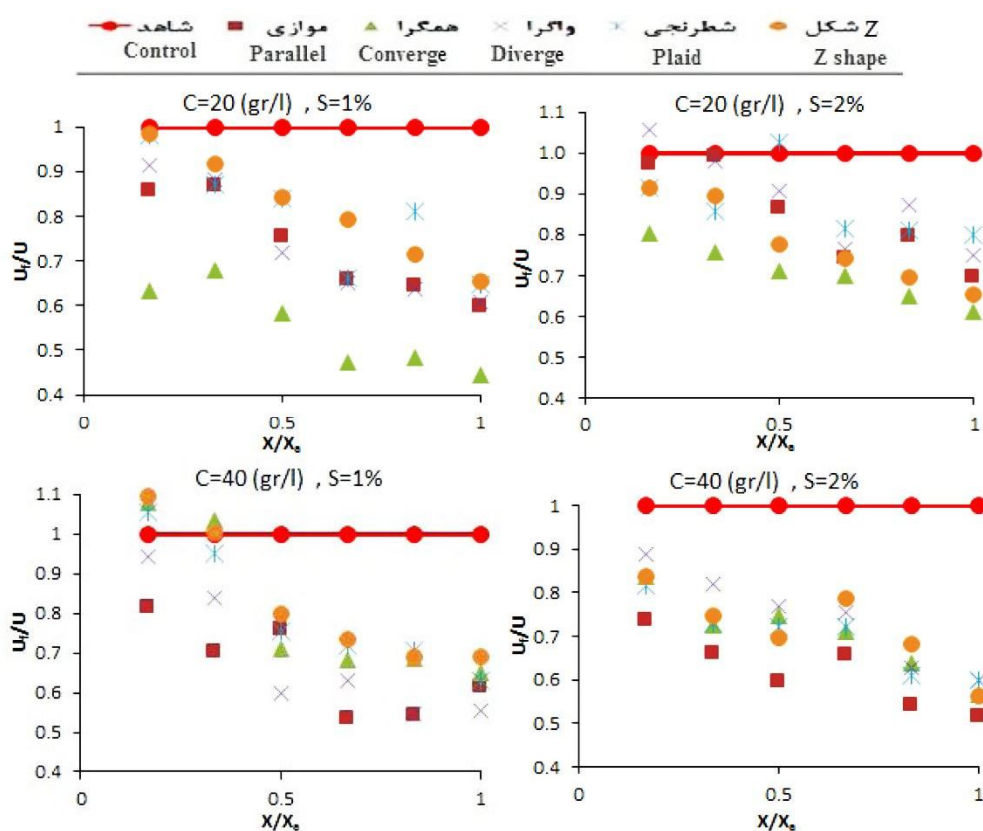 شاهد موازی همگرا واگرا شطرنجی شکل Z
Control Parallel Converge Diverge Plaid Z shape
C=20 (gr/l) , S=1%
1
0.9
0.8
0.7
0.6
0.5
0.4
Uf/U
0 0.5 1
X/Xs
C=20 (gr/l) , S=2%
1.1
1.0
0.9
0.8
0.7
0.6
0.5
0.4
Uf/U
0 0.5 1
X/Xs
C=40 (gr/l) , S=1%
1.1
1
0.9
0.8
0.7
0.6
0.5
0.4
Uf/U
0 0.5 1
X/Xs
C=40 (gr/l) , S=2%
1
0.9
0.8
0.7
0.6
0.5
0.4
Uf/U
0 0.5 1
X/Xs